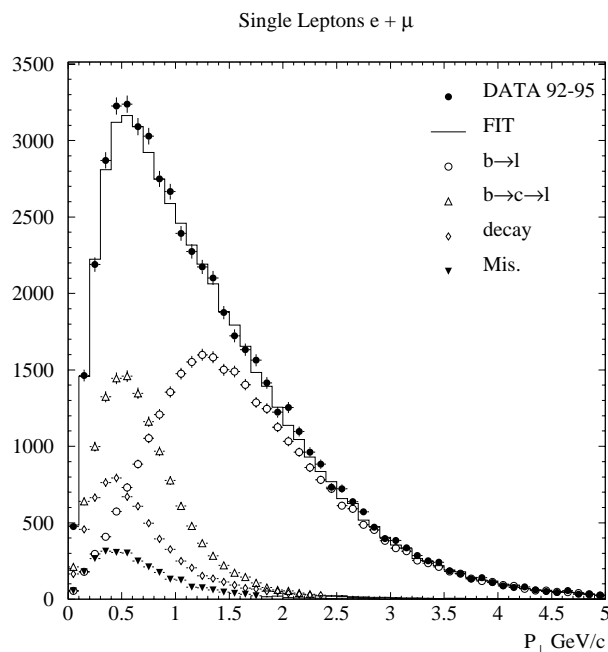 Single Leptons e + μ
3500
3000
2500
2000
1500
1000
500
0
DATA 92-95
FIT
b→l
b→c→l
decay
Mis.
0 0.5 1 1.5 2 2.5 3 3.5 4 4.5 5
P⊥ GeV/c